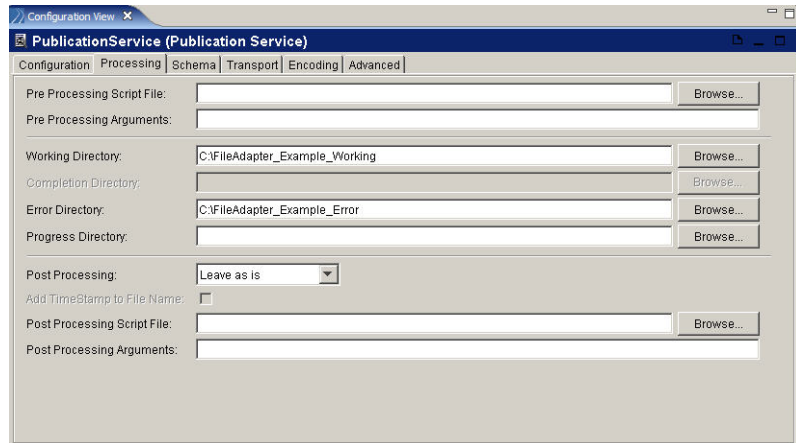 Configuration View
PublicationService (Publication Service)
Configuration Processing Schema Transport Encoding Advanced
Pre Processing Script File: Browse...
Pre Processing Arguments:
Working Directory: C:\FileAdapter_Example_Working Browse...
Completion Directory: Browse...
Error Directory: C:\FileAdapter_Example_Error Browse...
Progress Directory: Browse...
Post Processing: Leave as is
Add TimeStamp to File Name:
Post Processing Script File: Browse...
Post Processing Arguments: